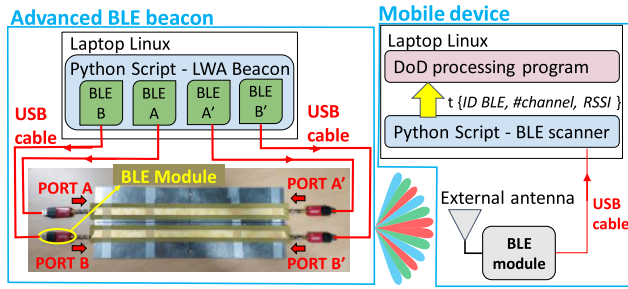 Advanced BLE beacon
Laptop Linux
Python Script - LWA Beacon
BLE
B
BLE
A
BLE
A’
BLE
B’
USB
cable
USB
cable
BLE Module
PORT A
PORT A’
PORT B
PORT B’
Mobile device
Laptop Linux
DoD processing program
t {ID BLE, #channel, RSSI }
Python Script - BLE scanner
External antenna
USB
cable
BLE
module